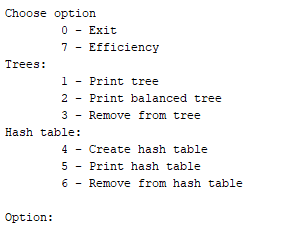 Choose option
0 - Exit
7 - Efficiency
Trees:
1 - Print tree
2 - Print balanced tree
3 - Remove from tree
Hash table:
4 - Create hash table
5 - Print hash table
6 - Remove from hash table
Option: